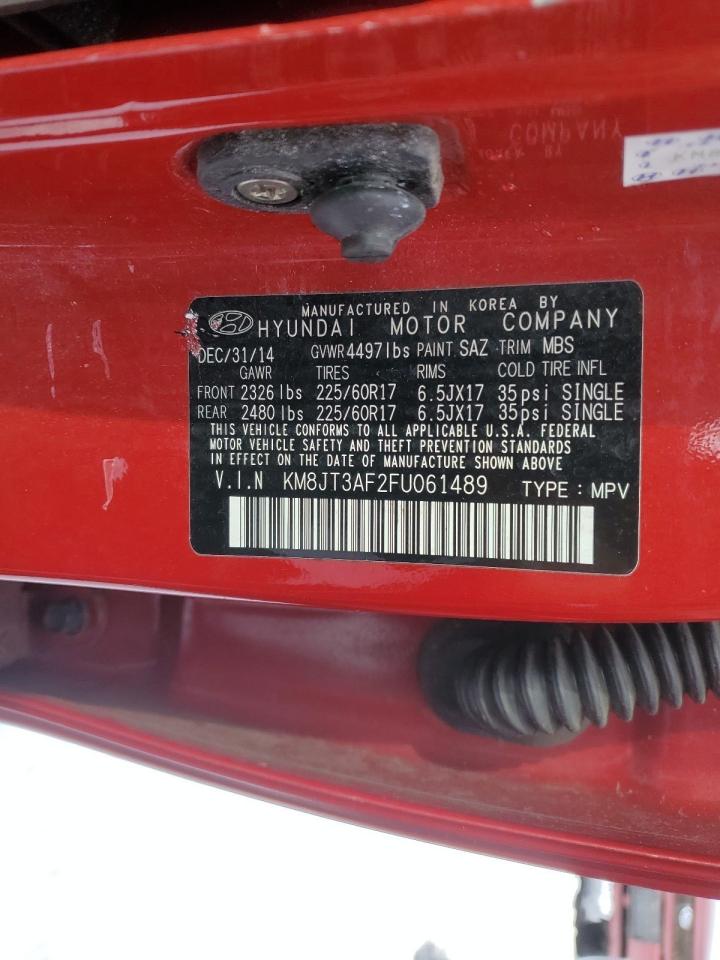 MANUFACTURED IN KOREA BY
HYUNDAI MOTOR COMPANY
DEC/31/14 GVWR 4497lbs PAINT SAZ TRIM MBS
GAWR TIRES RIMS COLD TIRE INFL
FRONT 2326 lbs 225/60R17 6.5JX17 35psi SINGLE
REAR 2480 lbs 225/60R17 6.5JX17 35psi SINGLE
THIS VEHICLE CONFORMS TO ALL APPLICABLE U.S.A. FEDERAL
MOTOR VEHICLE SAFETY AND THEFT PREVENTION STANDARDS
IN EFFECT ON THE DATE OF MANUFACTURE SHOWN ABOVE
V.I.N KM8JT3AF2FU061489 TYPE : MPV